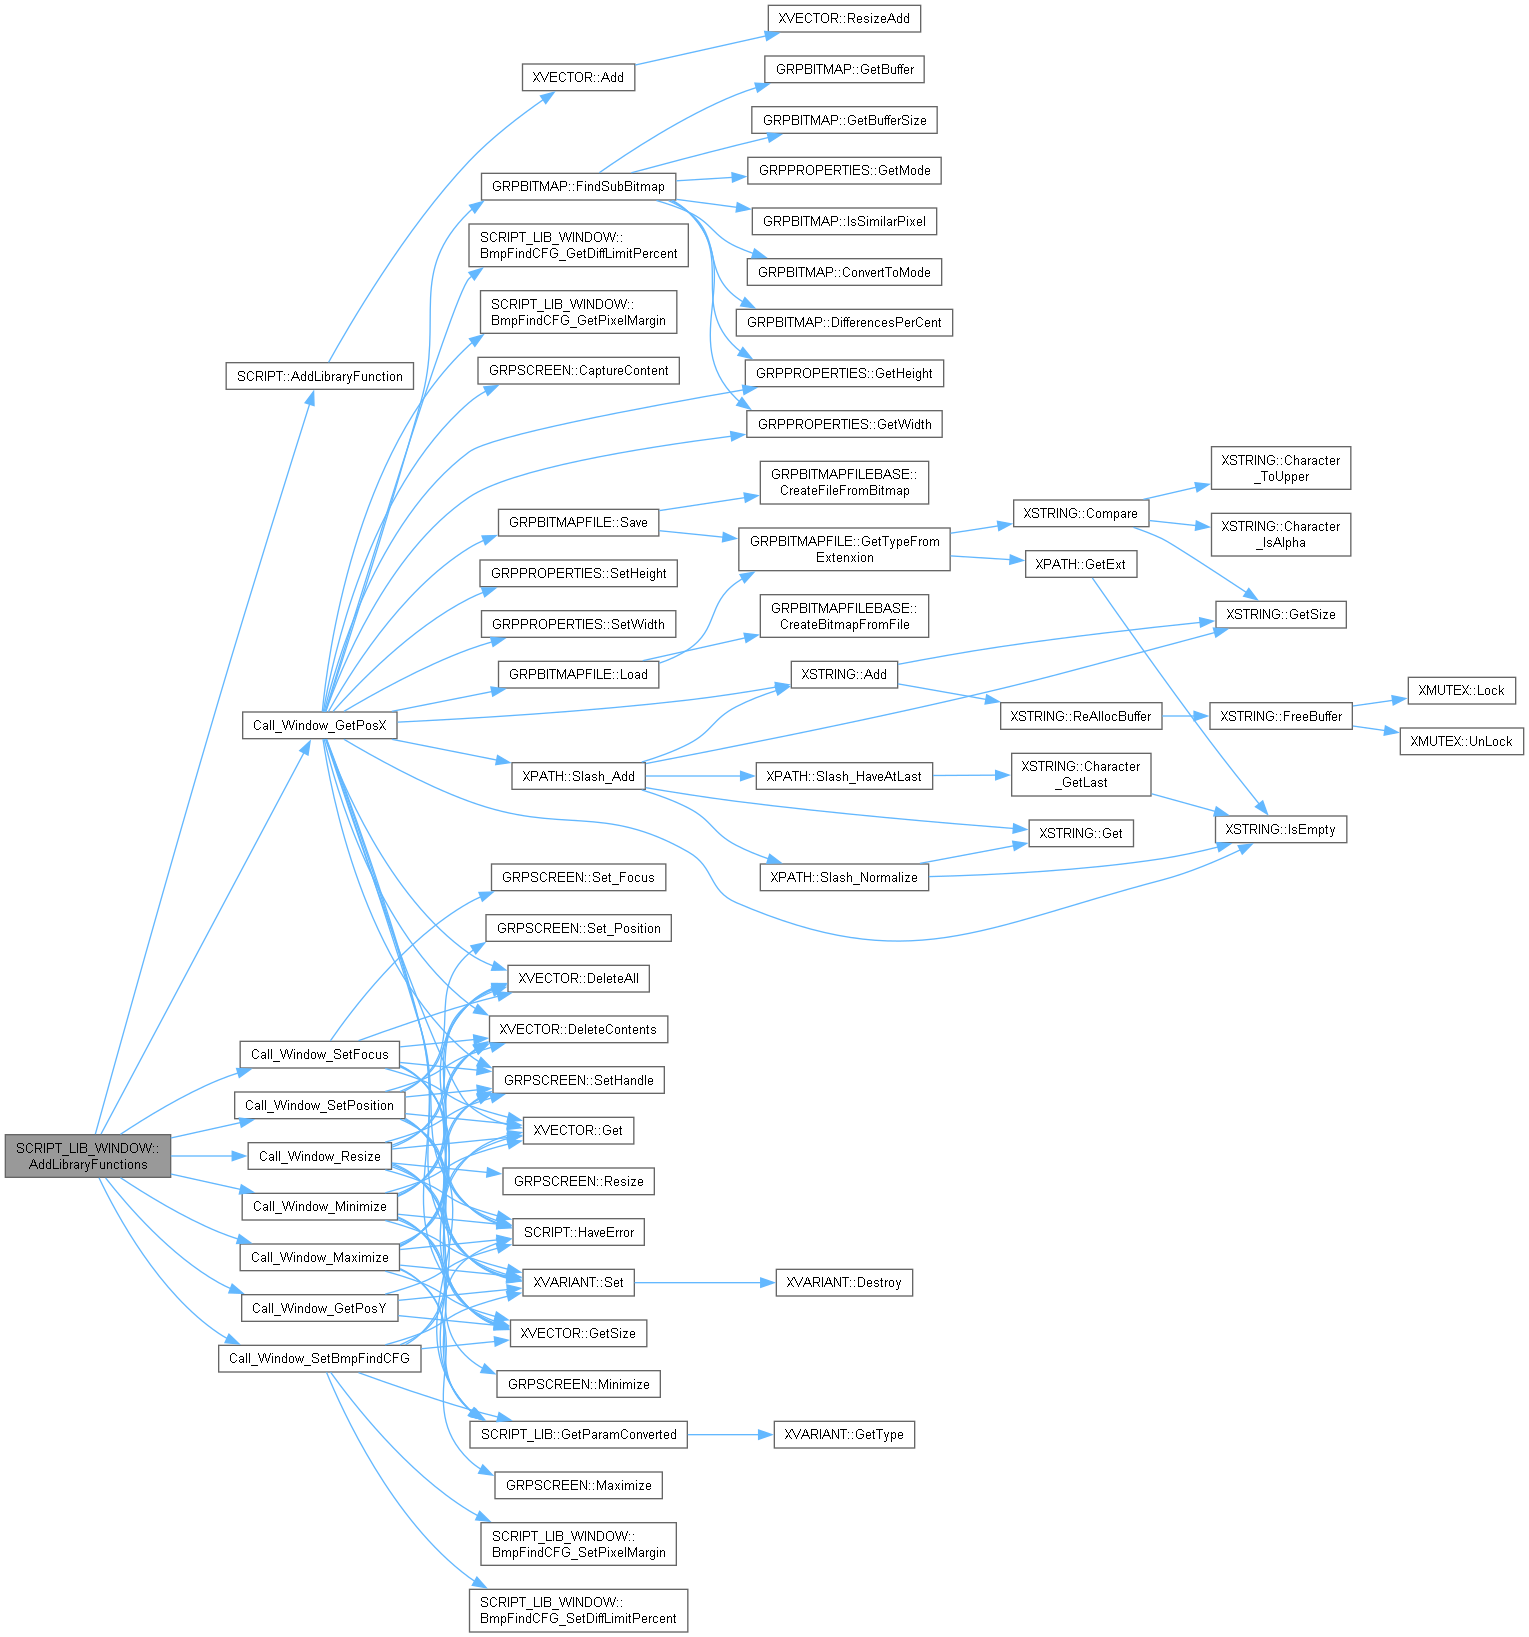 XVECTOR::ResizeAdd
XVECTOR::Add
GRPBITMAP::GetBuffer
GRPBITMAP::GetBufferSize
GRPPROPERTIES::GetMode
GRPBITMAP::FindSubBitmap
GRPBITMAP::IsSimilarPixel
SCRIPT_LIB_WINDOW::
BmpFindCFG_GetDiffLimitPercent
GRPBITMAP::ConvertToMode
SCRIPT_LIB_WINDOW::
BmpFindCFG_GetPixelMargin
GRPBITMAP::DifferencesPerCent
SCRIPT::AddLibraryFunction
GRPSCREEN::CaptureContent
GRPPROPERTIES::GetHeight
GRPPROPERTIES::GetWidth
GRPBITMAPFILEBASE::
CreateFileFromBitmap
XSTRING::Character
_ToUpper
GRPBITMAPFILE::Save
XSTRING::Compare
XSTRING::Character
_IsAlpha
GRPBITMAPFILE::GetTypeFrom
Extenxion
XPATH::GetExt
GRPPROPERTIES::SetHeight
GRPBITMAPFILEBASE::
CreateBitmapFromFile
XSTRING::GetSize
GRPPROPERTIES::SetWidth
GRPBITMAPFILE::Load
XSTRING::Add
XMUTEX::Lock
Call_Window_GetPosX
XSTRING::ReAllocBuffer
XSTRING::FreeBuffer
XMUTEX::UnLock
XPATH::Slash_Add
XPATH::Slash_HaveAtLast
XSTRING::Character
_GetLast
XSTRING::Get
XSTRING::IsEmpty
XPATH::Slash_Normalize
GRPSCREEN::Set_Focus
GRPSCREEN::Set_Position
XVECTOR::DeleteAll
XVECTOR::DeleteContents
Call_Window_SetFocus
GRPSCREEN::SetHandle
Call_Window_SetPosition
XVECTOR::Get
SCRIPT_LIB_WINDOW::
AddLibraryFunctions
Call_Window_Resize
GRPSCREEN::Resize
Call_Window_Minimize
SCRIPT::HaveError
Call_Window_Maximize
XVARIANT::Set
XVARIANT::Destroy
Call_Window_GetPosY
XVECTOR::GetSize
Call_Window_SetBmpFindCFG
GRPSCREEN::Minimize
SCRIPT_LIB::GetParamConverted
XVARIANT::GetType
GRPSCREEN::Maximize
SCRIPT_LIB_WINDOW::
BmpFindCFG_SetPixelMargin
SCRIPT_LIB_WINDOW::
BmpFindCFG_SetDiffLimitPercent